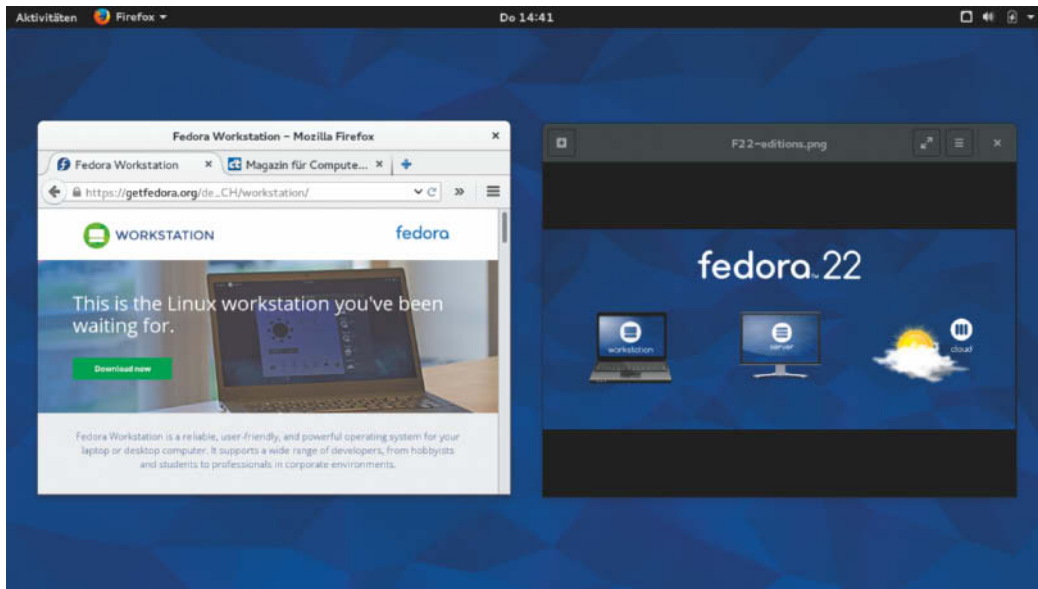 Aktivitäten Firefox Do 14:41
Fedora Workstation – Mozilla Firefox
Fedora Workstation Magazin für Compute...
https://getfedora.org/de_CH/workstation/
WORKSTATION fedora
This is the Linux workstation you've been
waiting for.
Download now
Fedora Workstation is a reliable, user-friendly, and powerful operating system for your
laptop or desktop computer. It supports a wide range of developers, from hobbyists
and students to professionals in corporate environments.
F22-editions.png
fedora™ 22
workstation
server
cloud